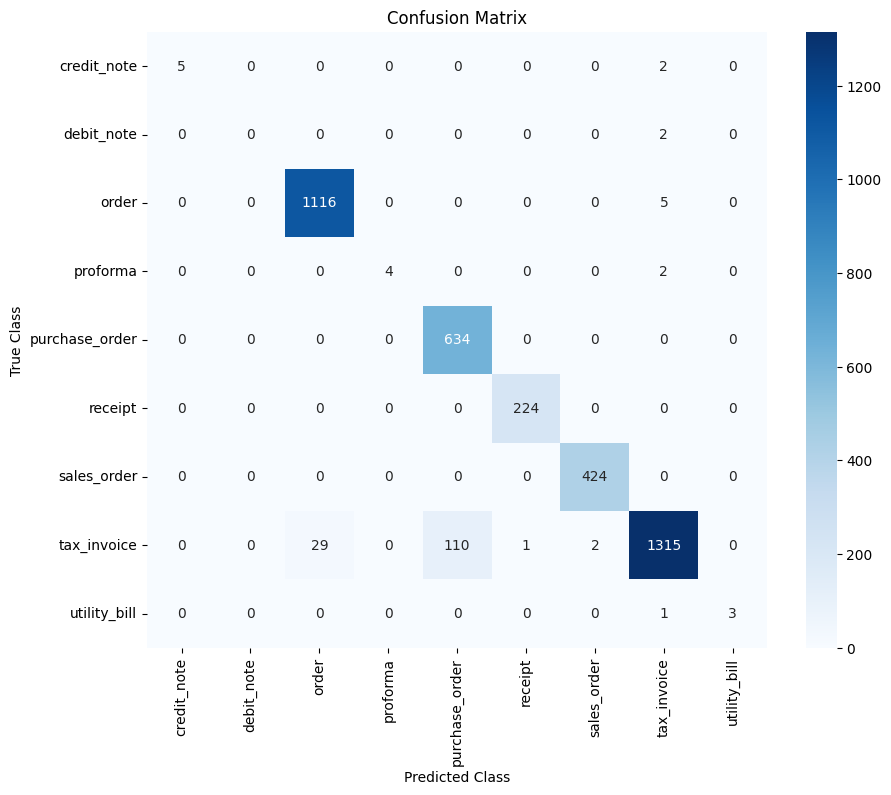 Confusion Matrix
credit_note 5 0 0 0 0 0 0 2 0
debit_note 0 0 0 0 0 0 0 2 0
order 0 0 1116 0 0 0 0 5 0
proforma 0 0 0 4 0 0 0 2 0
purchase_order 0 0 0 0 634 0 0 0 0
receipt 0 0 0 0 0 224 0 0 0
sales_order 0 0 0 0 0 0 424 0 0
tax_invoice 0 0 29 0 110 1 2 1315 0
utility_bill 0 0 0 0 0 0 0 1 3
True Class
credit_note debit_note order proforma purchase_order receipt sales_order tax_invoice utility_bill
Predicted Class
1200
1000
800
600
400
200
0